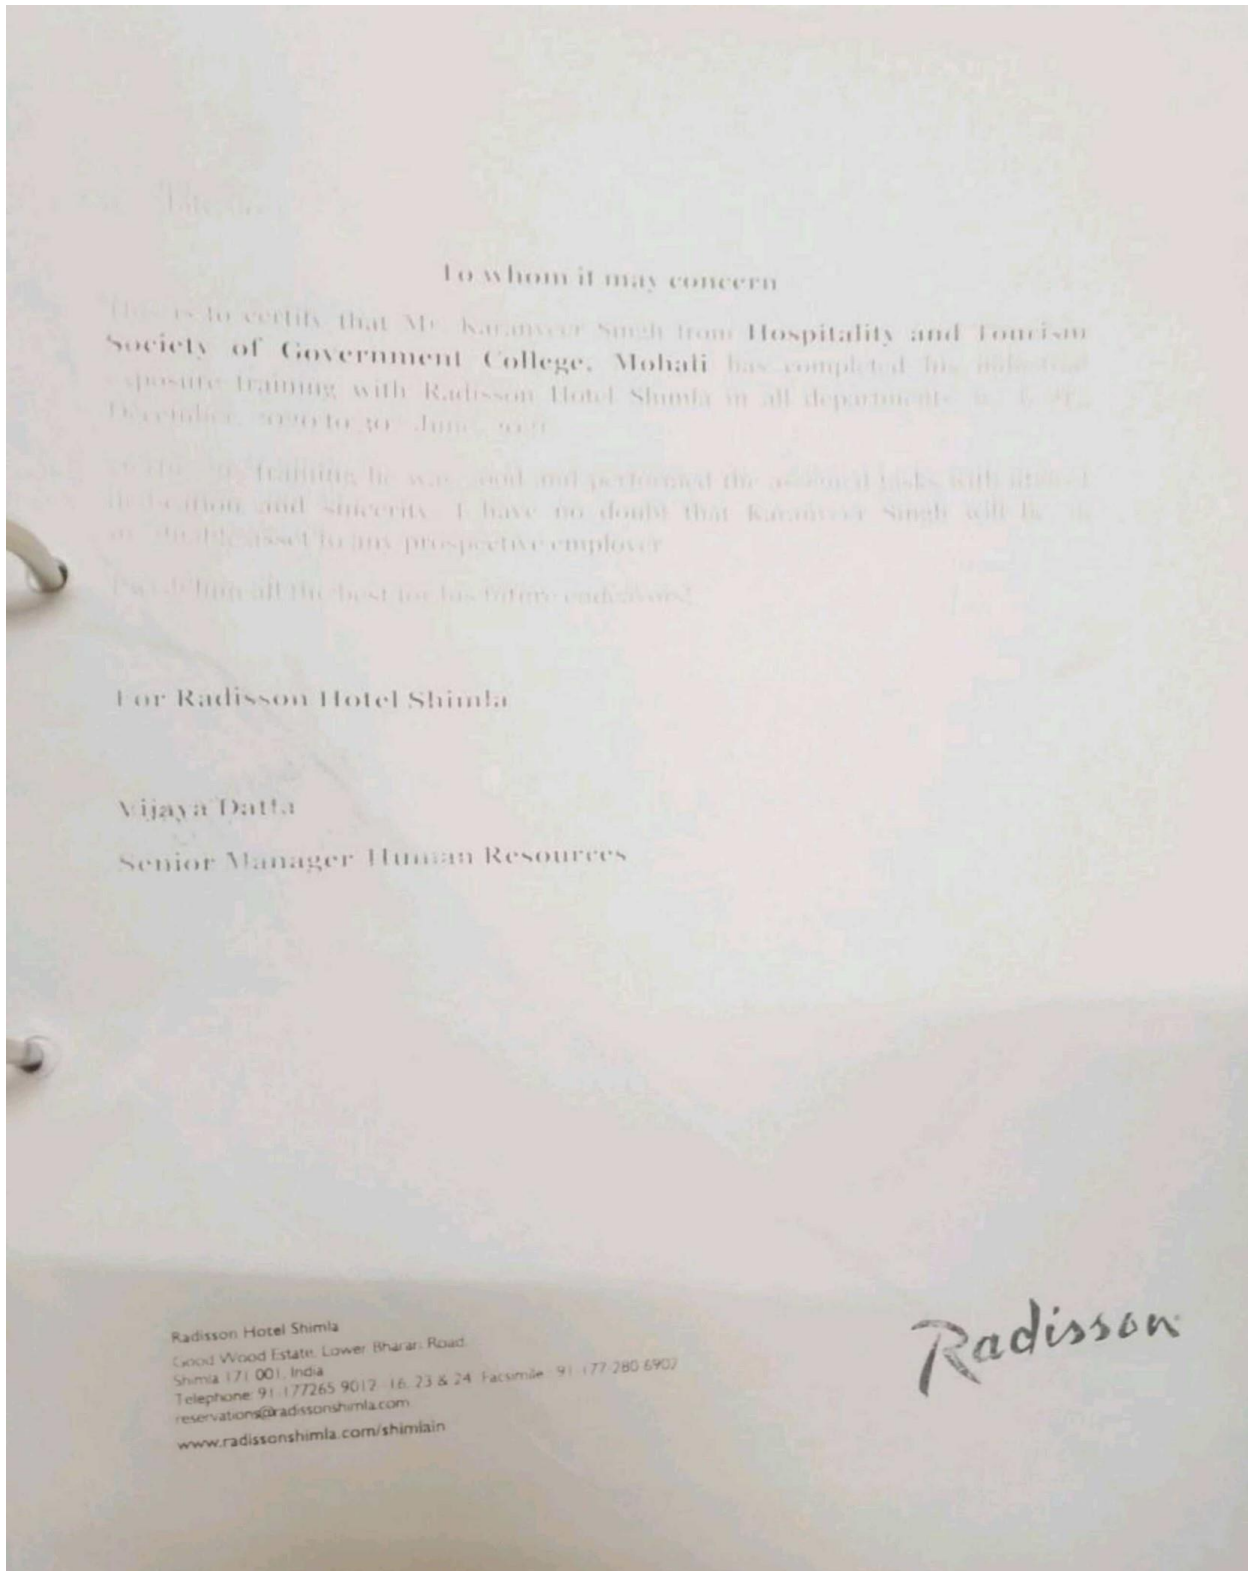 To whom it may concern
This is to certify that Mr. Karanveer Singh from Hospitality and Tourism
Society of Government College, Mohali has completed his industrial
exposure training with Radisson Hotel Shimla in all departments
December, 2020 to 30 June, 
training he was good and performed the assigned tasks with utmost
dedication and sincerity. I have no doubt that Karanveer Singh will be
asset to any prospective employer
him all the best for his future
For Radisson Hotel Shimla
Vijaya Datta
Senior Manager Human Resources
Radisson Hotel Shimla
Good Wood Estate, Lower Bharari Road
Shimla 171 001, India
Telephone: 91-177265 9012 -16, 23 & 24 Facsimile: 91-177-280 6902
reservations@radissonshimla.com
www.radissonshimla.com/shimlain
Radisson